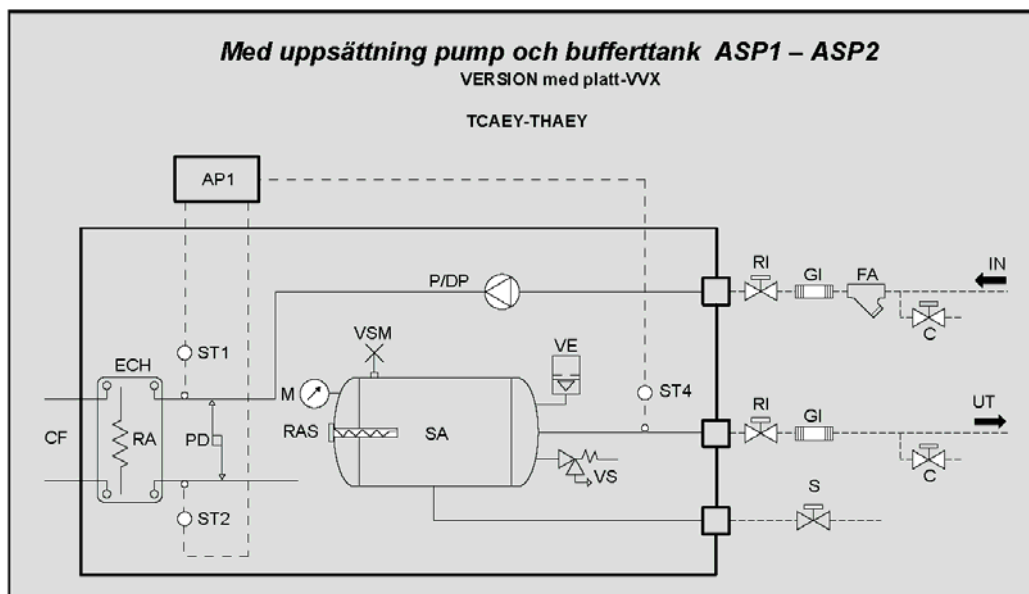 Med uppsättning pump och bufferttank ASP1 – ASP2
VERSION med platt-VVX
TCAEY-THAEY
AP1
RI
GI
FA
IN
P/DP
C
VSM
VE
ST1
ECH
M
ST4
RI
GI
UT
CF
RA
PD
RAS
SA
VS
C
S
ST2